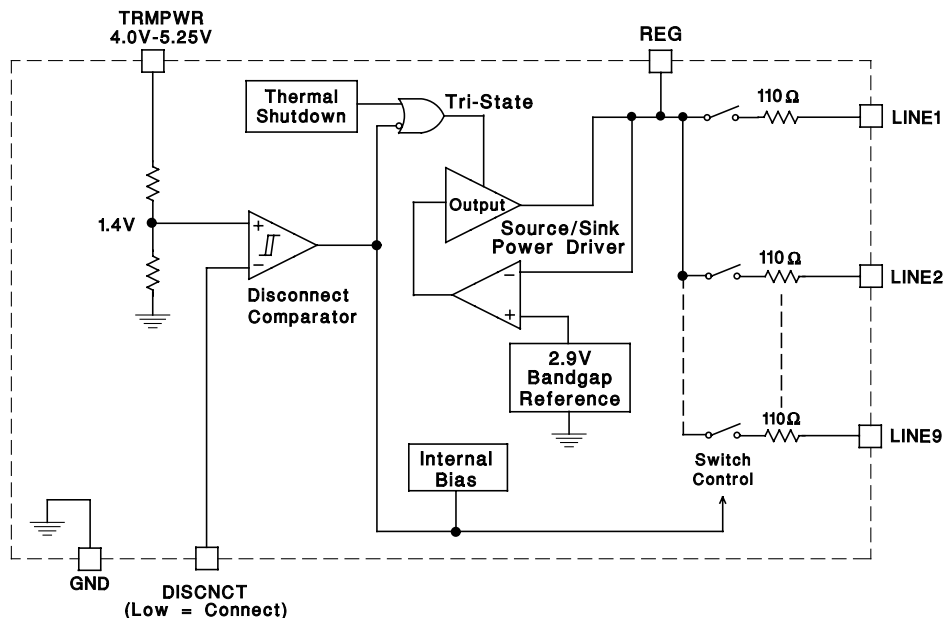 TRMPWR
4.0V-5.25V
REG
Thermal
Shutdown
Tri-State
110Ω
LINE1
1.4V
+
−
Disconnect
Comparator
Output
Source/Sink
Power Driver
−
+
110Ω
LINE2
2.9V
Bandgap
Reference
110Ω
LINE9
Internal
Bias
Switch
Control
GND
DISCNCT
(Low = Connect)